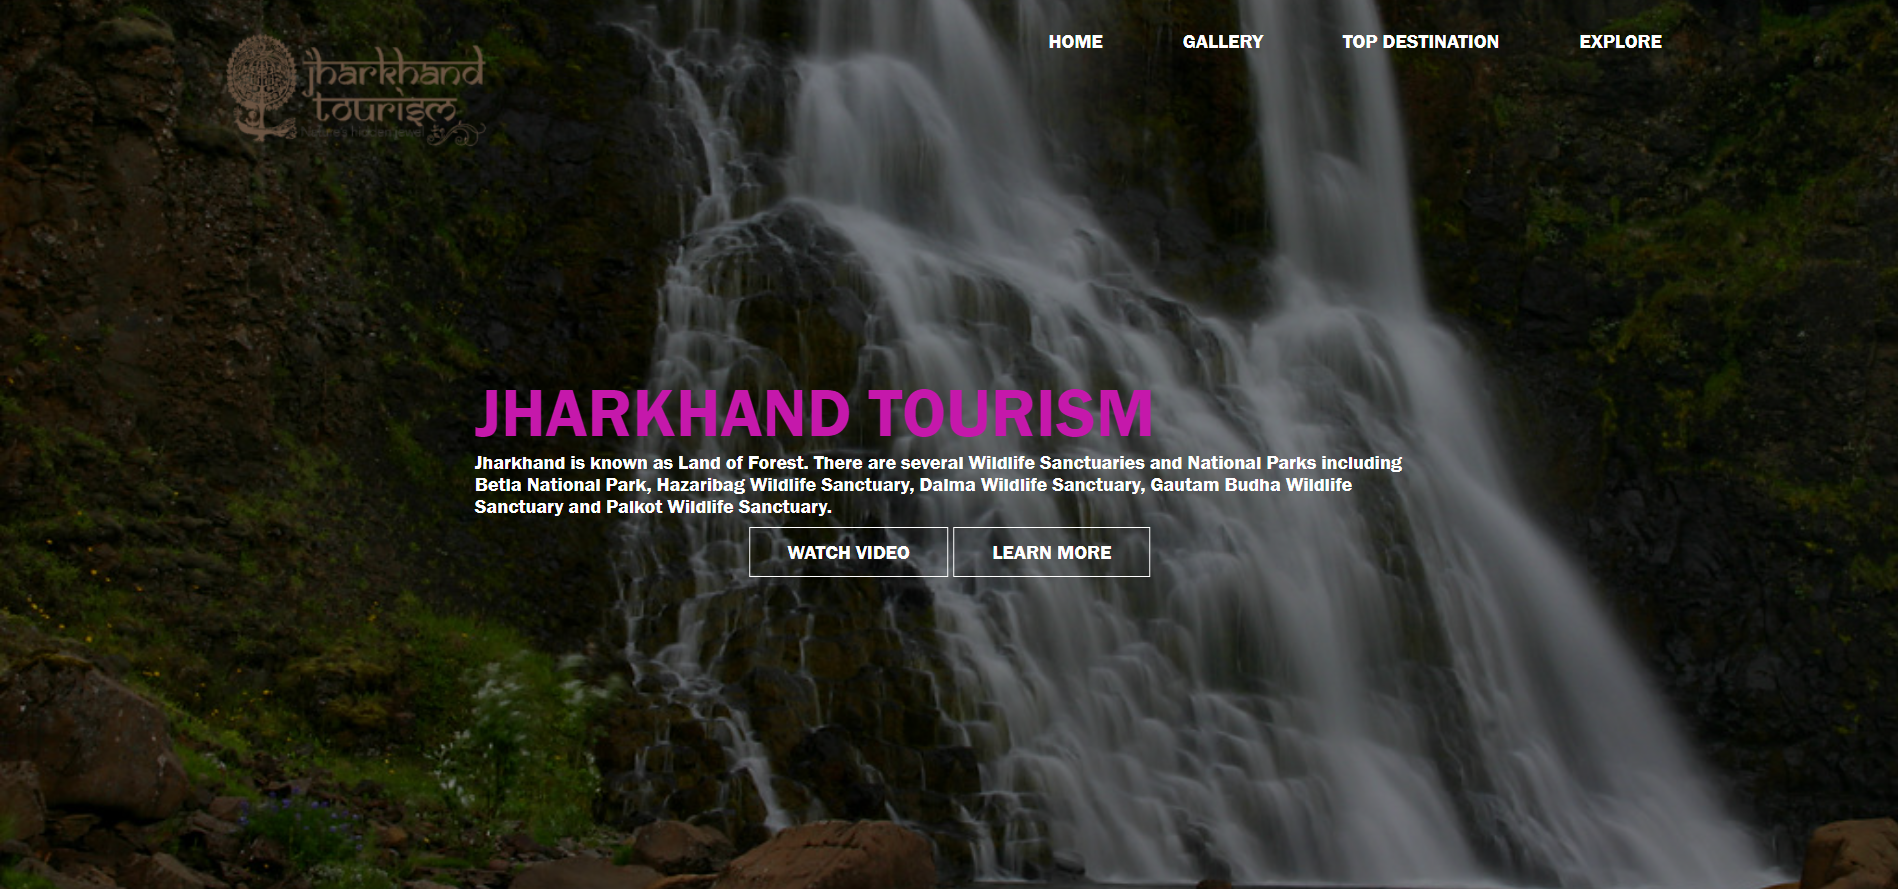 jharkhand
tourism
Nature's hidden jewel
HOME GALLERY TOP DESTINATION EXPLORE
JHARKHAND TOURISM
Jharkhand is known as Land of Forest. There are several Wildlife Sanctuaries and National Parks including
Betla National Park, Hazaribag Wildlife Sanctuary, Dalma Wildlife Sanctuary, Gautam Budha Wildlife
Sanctuary and Palkot Wildlife Sanctuary.
WATCH VIDEO LEARN MORE